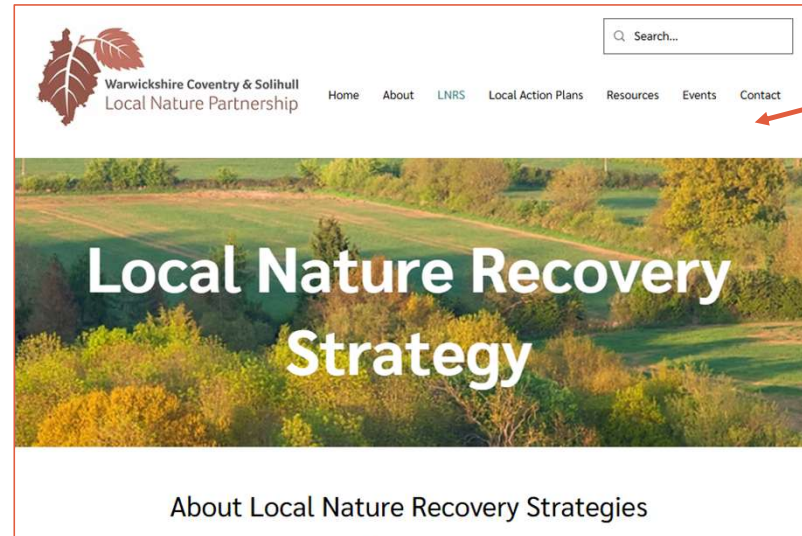 Search...
Warwickshire Coventry & Solihull
Local Nature Partnership
Home About LNRS Local Action Plans Resources Events Contact
Local Nature Recovery
Strategy
About Local Nature Recovery Strategies